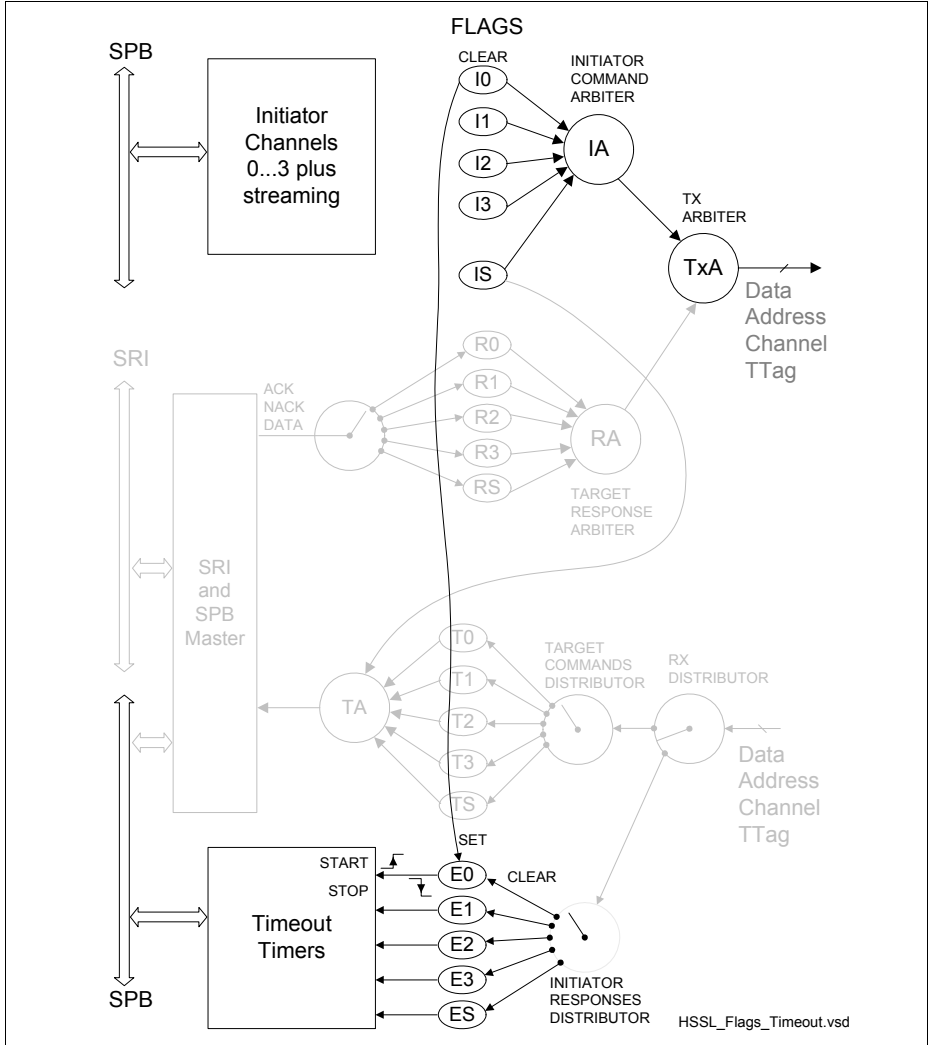 FLAGS
SPB
CLEAR
Initiator
Channels
0...3 plus
streaming
I0
I1
I2
I3
IS
INITIATOR
COMMAND
ARBITER
IA
TX
ARBITER
TxA
Data
Address
Channel
TTag
SRI
ACK
NACK
DATA
R0
R1
R2
R3
RS
RA
TARGET
RESPONSE
ARBITER
SRI
and
SPB
Master
TA
T0
T1
T2
T3
TS
TARGET
COMMANDS
DISTRIBUTOR
RX
DISTRIBUTOR
Data
Address
Channel
TTag
SET
START
STOP
Timeout
Timers
E0
E1
E2
E3
ES
CLEAR
INITIATOR
RESPONSES
DISTRIBUTOR
SPB
HSSL_Flags_Timeout.vsd